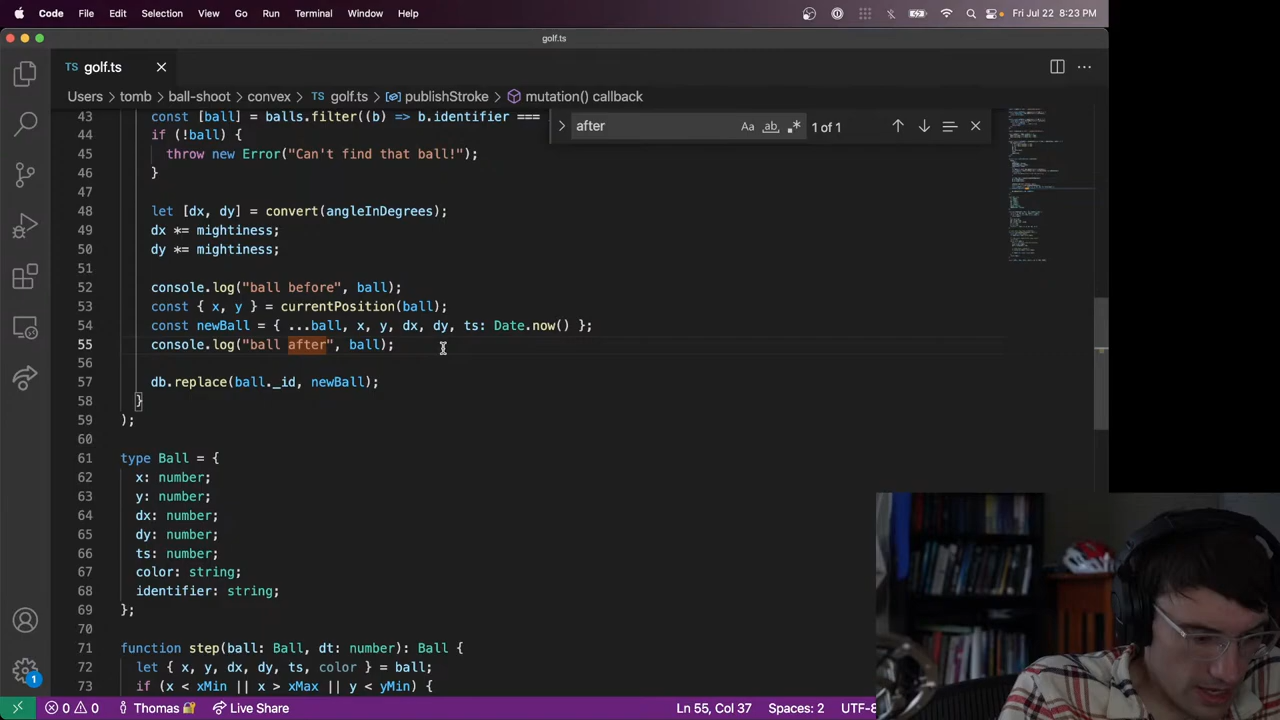 Code File Edit Selection View Go Run Terminal Window Help Fri Jul 22 8:23 PM
golf.ts
TS golf.ts
Users > tomb > ball-shoot > convex > TS golf.ts > publishStroke > mutation() callback
after Aa ab .* 1 of 1
43 const [ball] = balls.filter((b) => b.identifier ===
44 if (!ball) {
45 throw new Error("Can't find that ball!");
46 }
47
48 let [dx, dy] = convert(angleInDegrees);
49 dx *= mightiness;
50 dy *= mightiness;
51
52 console.log("ball before", ball);
53 const { x, y } = currentPosition(ball);
54 const newBall = { ...ball, x, y, dx, dy, ts: Date.now() };
55 console.log("ball after", ball);
56
57 db.replace(ball._id, newBall);
58 }
59 );
60
61 type Ball = {
62 x: number;
63 y: number;
64 dx: number;
65 dy: number;
66 ts: number;
67 color: string;
68 identifier: string;
69 };
70
71 function step(ball: Ball, dt: number): Ball {
72 let { x, y, dx, dy, ts, color } = ball;
73 if (x < xMin || x > xMax || y < yMin) {
1
0 0 Thomas Live Share Ln 55, Col 37 Spaces: 2 UTF-8